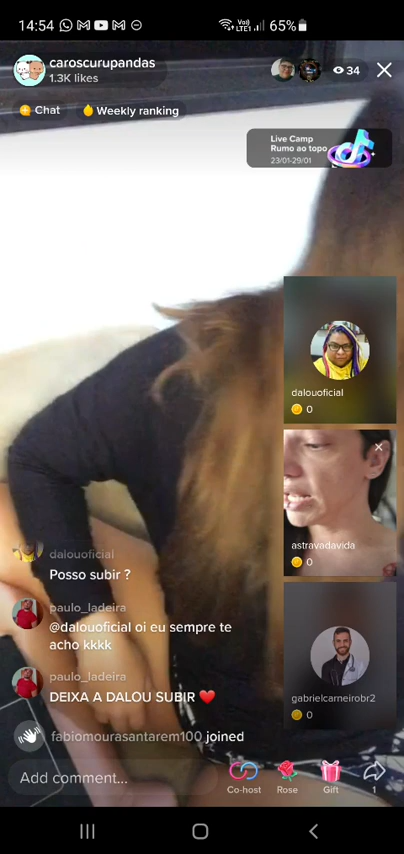 14:54
Vo)) LTE1 65%
caroscurupandas
1.3K likes
34
Chat
Weekly ranking
Live Camp
Rumo ao topo
23/01-29/01
dalouoficial
0
astravadavida
0
gabrielcarneirobr2
0
dalouoficial
Posso subir ?
paulo_ladeira
@dalouoficial oi eu sempre te
acho kkkk
paulo_ladeira
DEIXA A DALOU SUBIR ❤️
fabiomourasantarem100 joined
Add comment...
Co-host
Rose
Gift
1